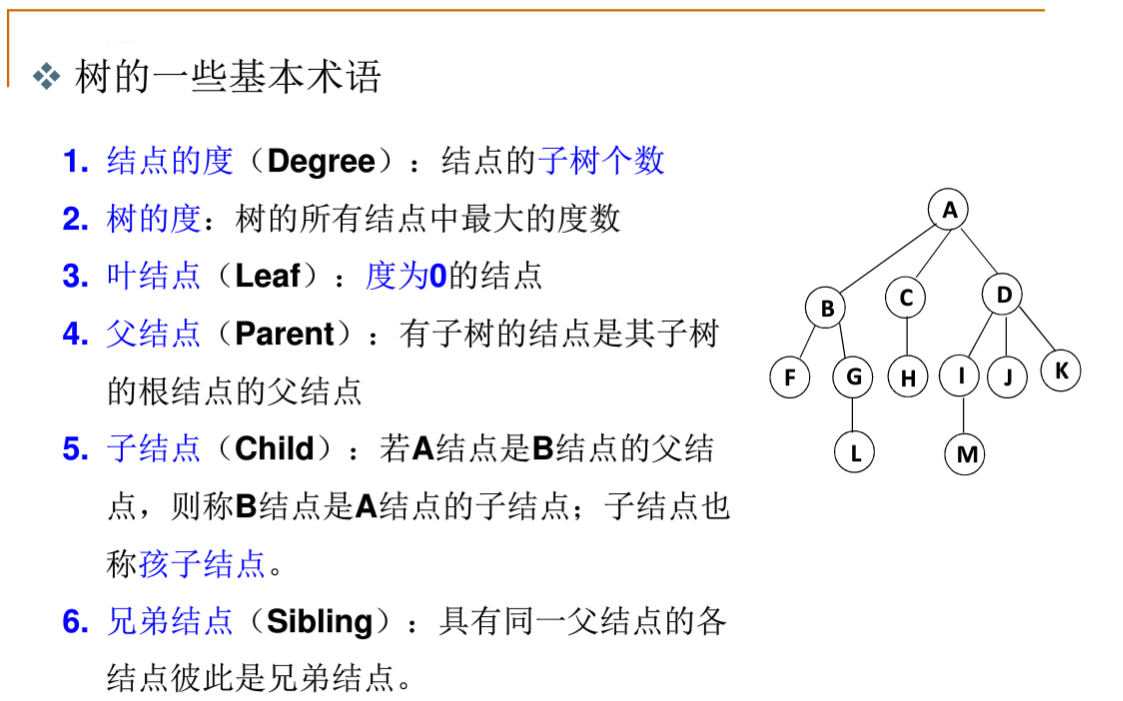 树的一些基本术语
1. 结点的度（Degree）：结点的子树个数
2. 树的度：树的所有结点中最大的度数
3. 叶结点（Leaf）：度为0的结点
4. 父结点（Parent）：有子树的结点是其子树
的根结点的父结点
5. 子结点（Child）：若A结点是B结点的父结
点，则称B结点是A结点的子结点；子结点也
称孩子结点。
6. 兄弟结点（Sibling）：具有同一父结点的各
结点彼此是兄弟结点。
A
B C D
F G H I J K
L M